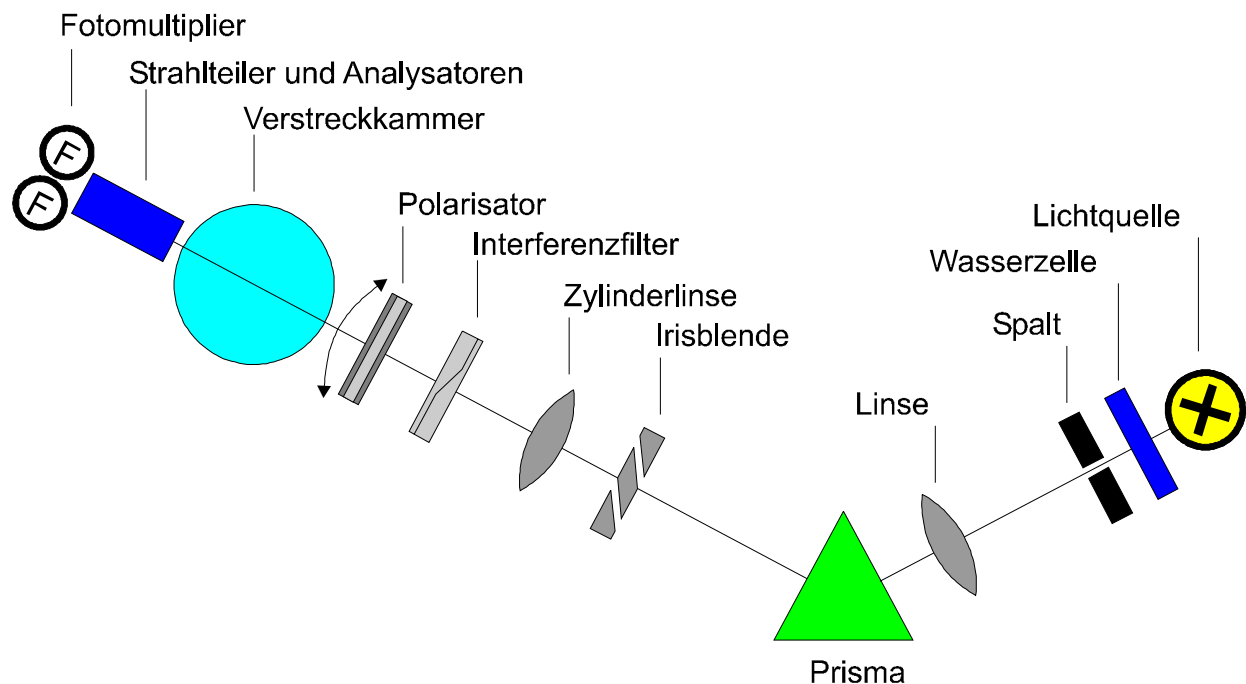 Fotomultiplier
Strahlteiler und Analysatoren
Verstreckkammer
F
F
Polarisator
Interferenzfilter
Zylinderlinse
Irisblende
Lichtquelle
Wasserzelle
Spalt
Linse
Prisma